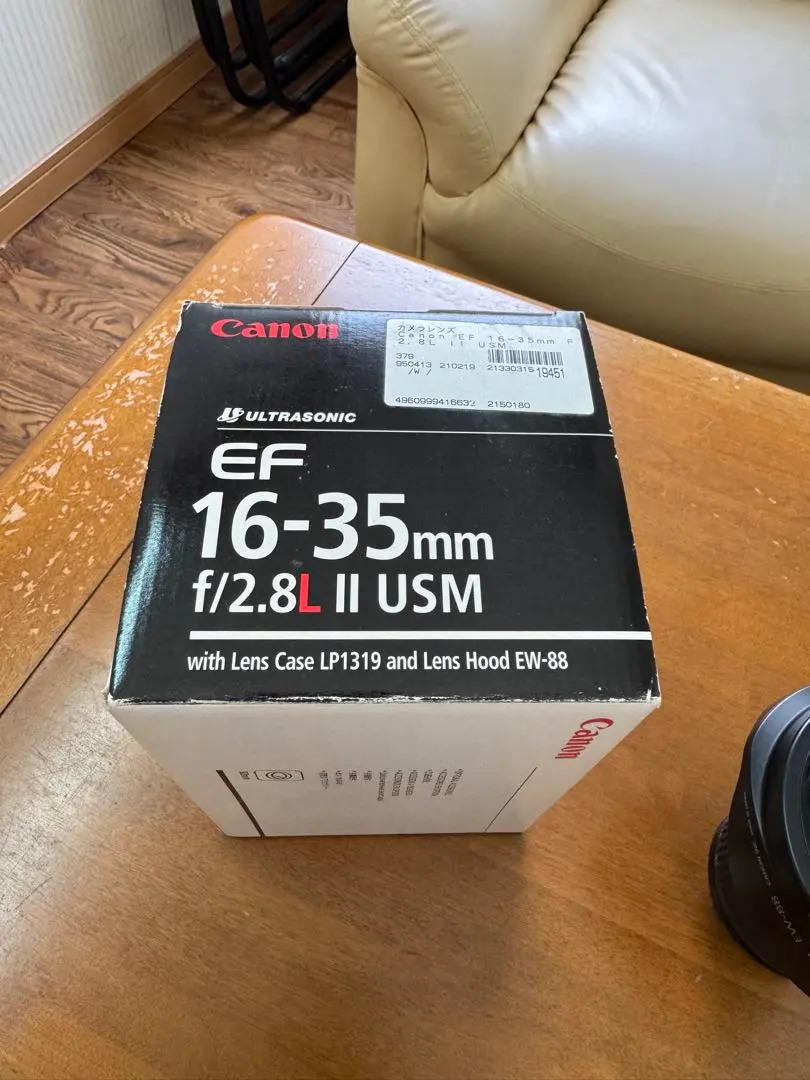 Canon
カメラレンズ
Canon EF 16-35mm F
2.8L II USM
379
950413 210219 21330315 19451
/W /
4960999416632 2150180
ULTRASONIC
EF
16-35mm
f/2.8L II USM
with Lens Case LP1319 and Lens Hood EW-88
Canon
EW-88